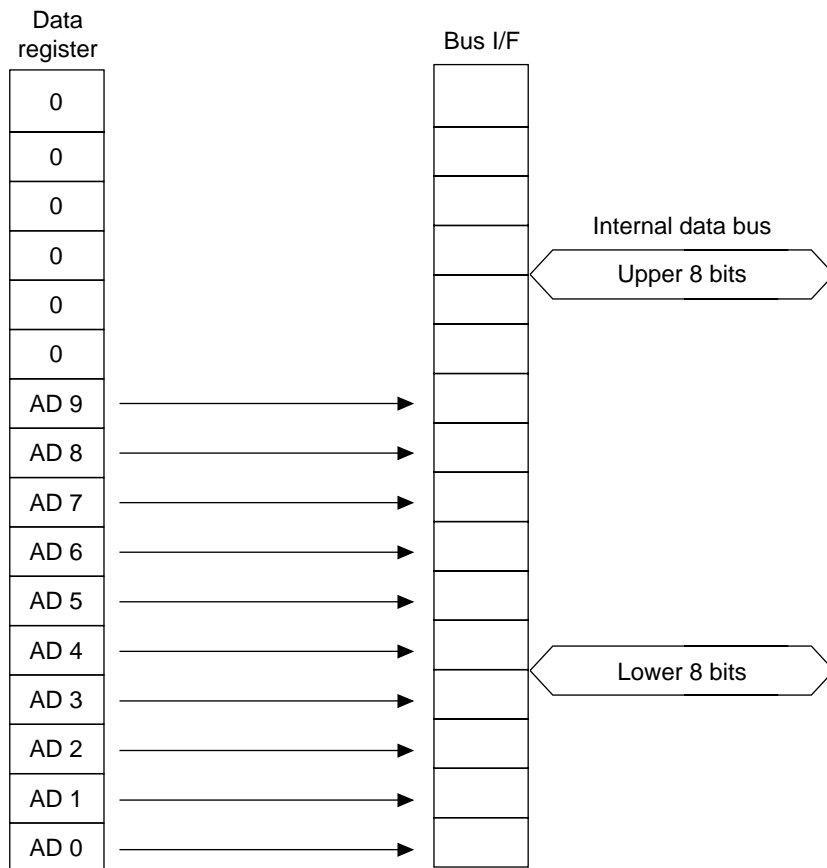 Data
register
Bus I/F
0
0
0
0
0
0
AD 9
AD 8
AD 7
AD 6
AD 5
AD 4
AD 3
AD 2
AD 1
AD 0
Internal data bus
Upper 8 bits
Lower 8 bits